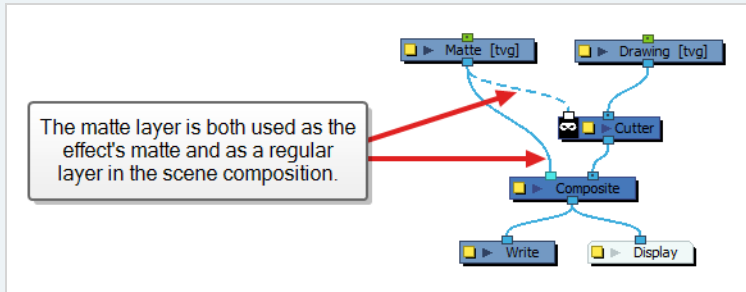 Matte [tvg]
Drawing [tvg]
The matte layer is both used as the
effect's matte and as a regular
layer in the scene composition.
Cutter
Composite
Write
Display